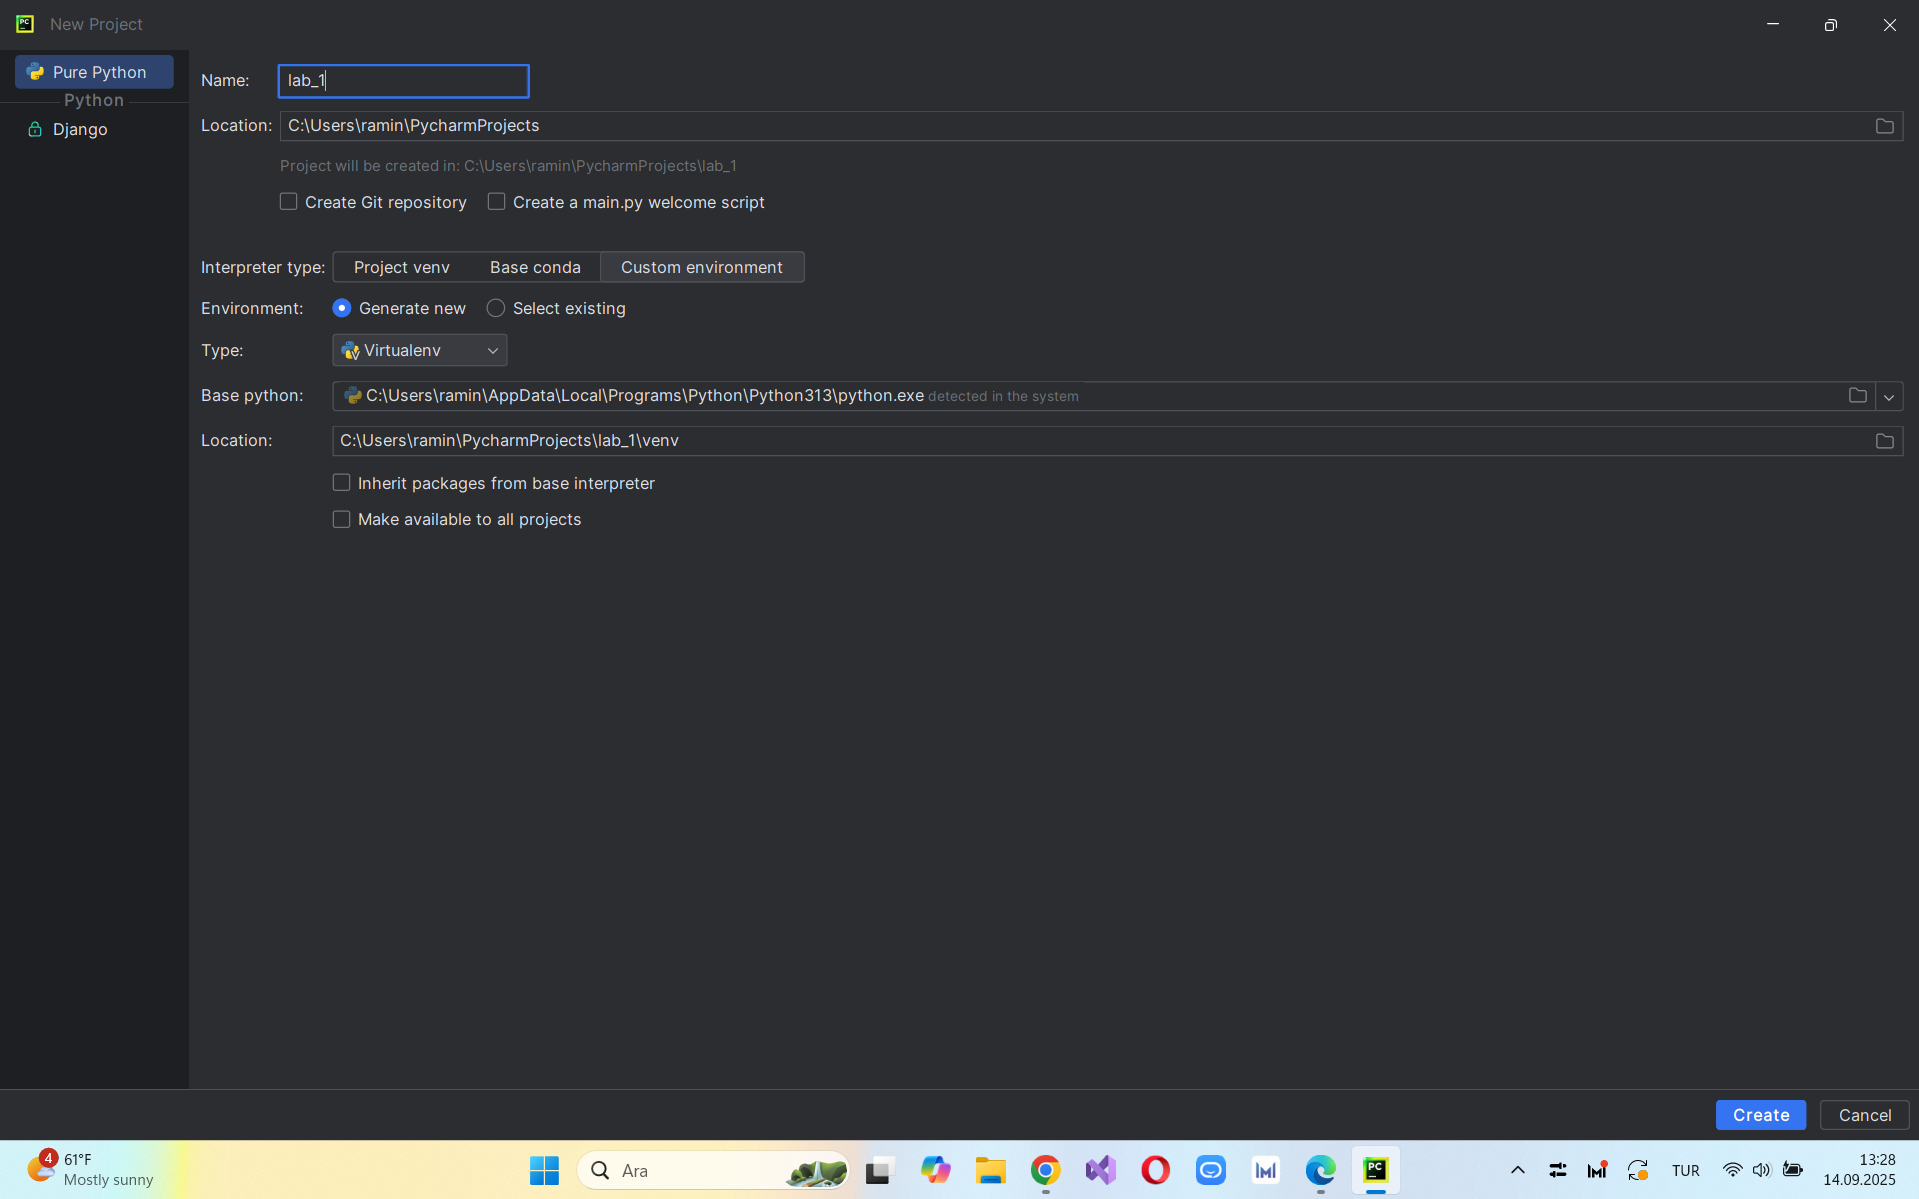 New Project
Pure Python
Python
Django
Name: lab_1
Location: C:\Users\ramin\PycharmProjects
Project will be created in: C:\Users\ramin\PycharmProjects\lab_1
Create Git repository Create a main.py welcome script
Interpreter type: Project venv Base conda Custom environment
Environment: Generate new Select existing
Type: Virtualenv
Base python: C:\Users\ramin\AppData\Local\Programs\Python\Python313\python.exe detected in the system
Location: C:\Users\ramin\PycharmProjects\lab_1\venv
Inherit packages from base interpreter
Make available to all projects
Create Cancel
4
61°F
Mostly sunny
Ara
TUR
13:28
14.09.2025